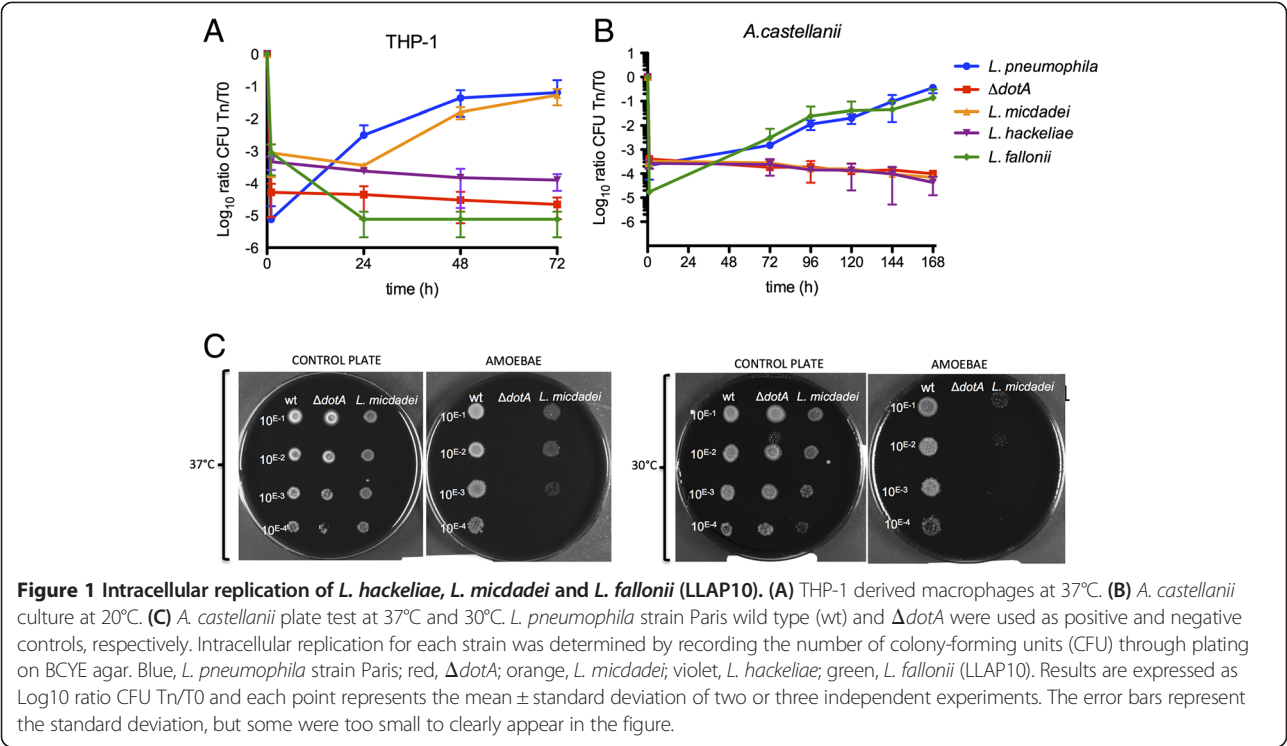 A
THP-1
0
-1
-2
-3
-4
-5
-6
Log10 ratio CFU Tn/T0
0 24 48 72
time (h)
B
A.castellanii
1
0
-1
-2
-3
-4
-5
-6
Log10 ratio CFU Tn/T0
0 24 48 72 96 120 144 168
time (h)
L. pneumophila
ΔdotA
L. micdadei
L. hackeliae
L. fallonii
C
CONTROL PLATE
37°C
wt ΔdotA L. micdadei
10E-1
10E-2
10E-3
10E-4
AMOEBAE
wt ΔdotA L. micdadei
10E-1
10E-2
10E-3
10E-4
CONTROL PLATE
30°C
wt ΔdotA L. micdadei
10E-1
10E-2
10E-3
10E-4
AMOEBAE
wt ΔdotA L. micdadei
10E-1
10E-2
10E-3
10E-4
Figure 1 Intracellular replication of L. hackeliae, L. micdadei and L. fallonii (LLAP10). (A) THP-1 derived macrophages at 37°C. (B) A. castellanii
culture at 20°C. (C) A. castellanii plate test at 37°C and 30°C. L. pneumophila strain Paris wild type (wt) and ΔdotA were used as positive and negative
controls, respectively. Intracellular replication for each strain was determined by recording the number of colony-forming units (CFU) through plating
on BCYE agar. Blue, L. pneumophila strain Paris; red, ΔdotA; orange, L. micdadei; violet, L. hackeliae; green, L. fallonii (LLAP10). Results are expressed as
Log10 ratio CFU Tn/T0 and each point represents the mean ± standard deviation of two or three independent experiments. The error bars represent
the standard deviation, but some were too small to clearly appear in the figure.